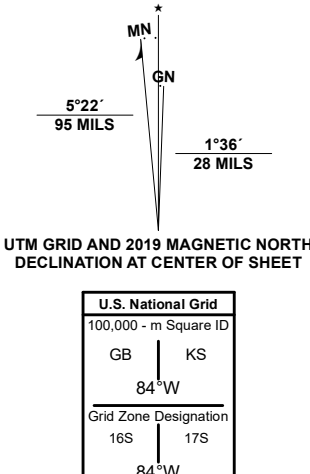 ★
MN
GN
5°22´
95 MILS
1°36´
28 MILS
UTM GRID AND 2019 MAGNETIC NORTH
DECLINATION AT CENTER OF SHEET
U.S. National Grid
100,000 - m Square ID
GB KS
84°W
Grid Zone Designation
16S 17S
84°W